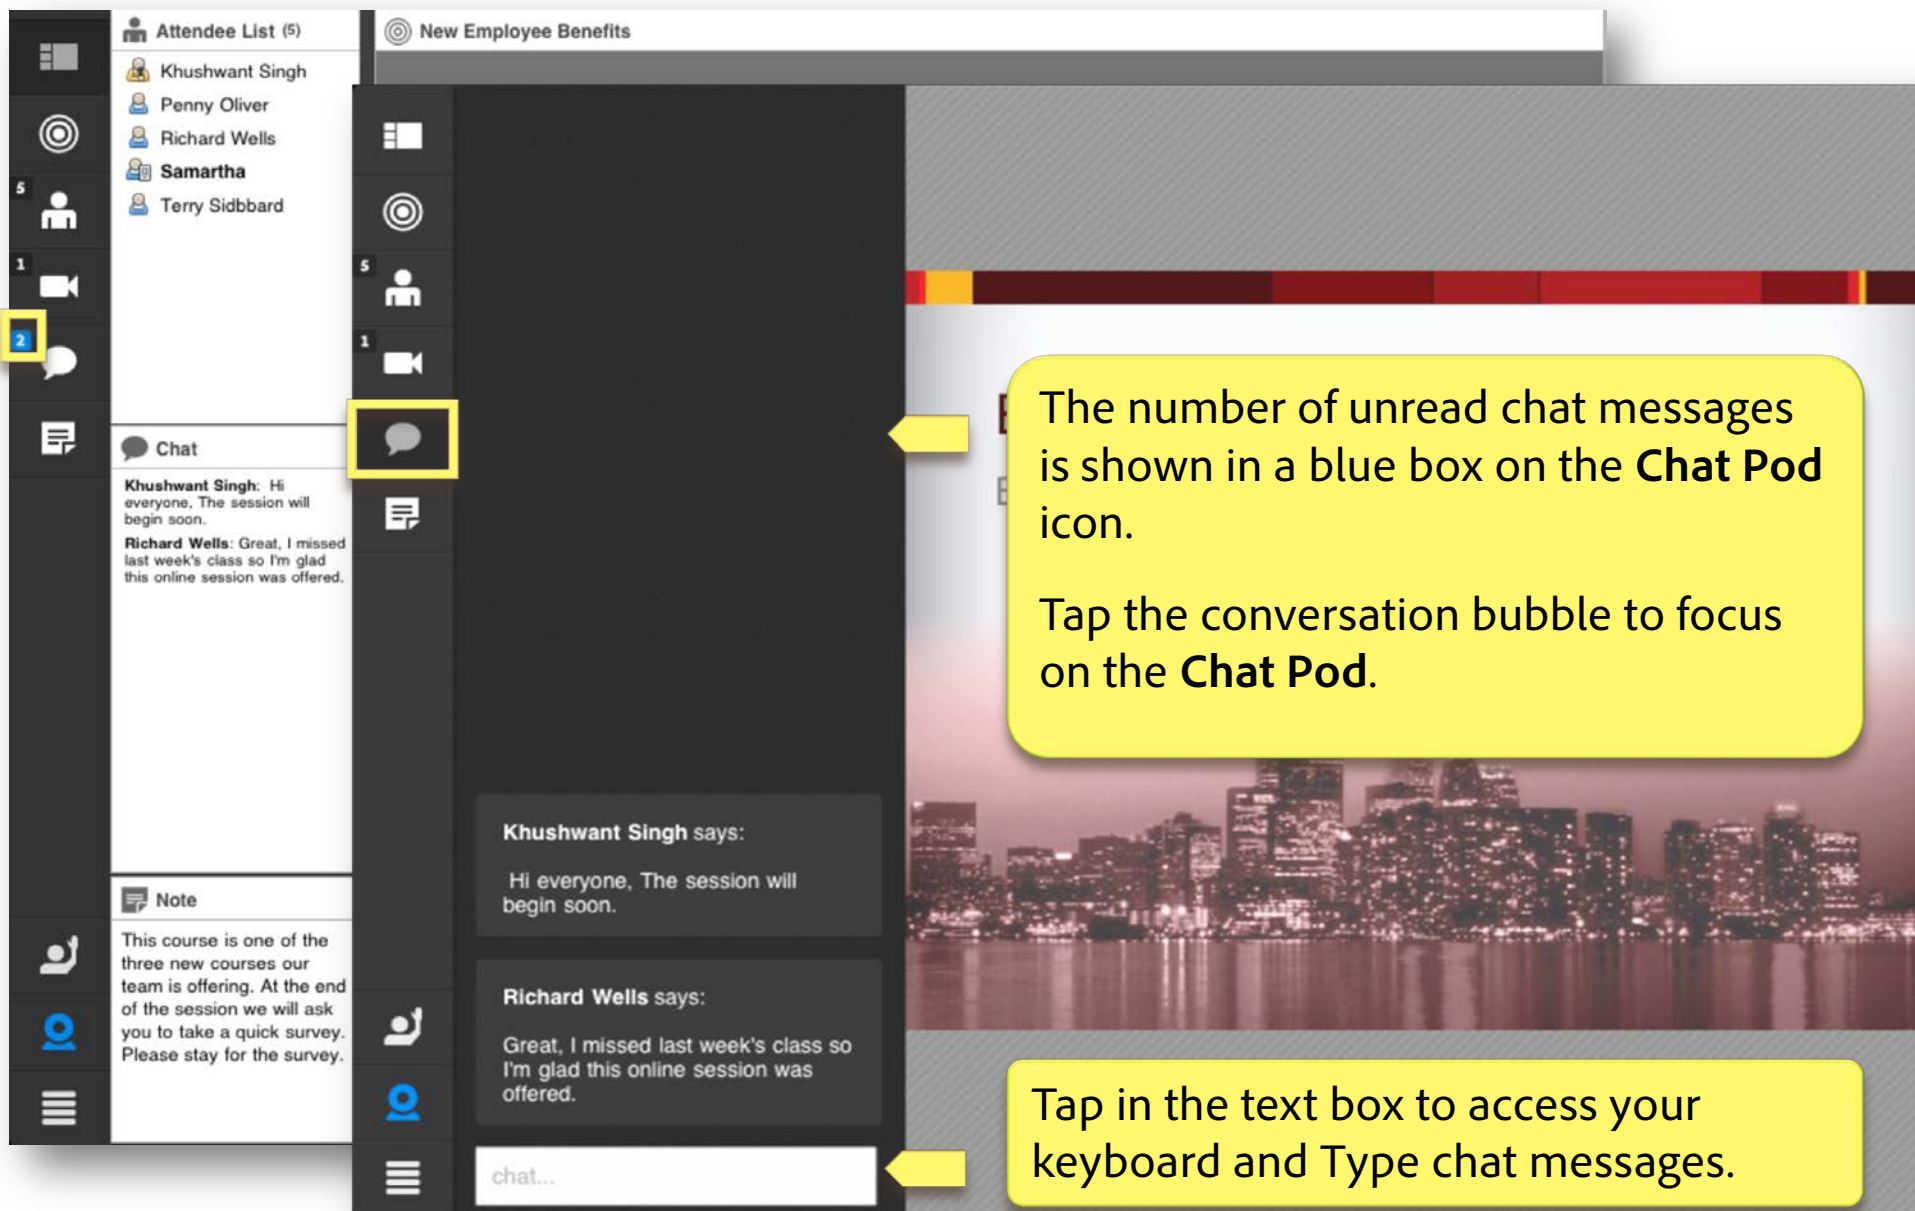 Attendee List (5)
Khushwant Singh
Penny Oliver
Richard Wells
Samartha
Terry Sidbbard
5
1
2
Chat
Khushwant Singh: Hi
everyone, The session will
begin soon.
Richard Wells: Great, I missed
last week's class so I'm glad
this online session was offered.
Note
This course is one of the
three new courses our
team is offering. At the end
of the session we will ask
you to take a quick survey.
Please stay for the survey.
New Employee Benefits
5
1
Khushwant Singh says:
Hi everyone, The session will
begin soon.
Richard Wells says:
Great, I missed last week's class so
I'm glad this online session was
offered.
chat...
The number of unread chat messages
is shown in a blue box on the Chat Pod
icon.
Tap the conversation bubble to focus
on the Chat Pod.
Tap in the text box to access your
keyboard and Type chat messages.